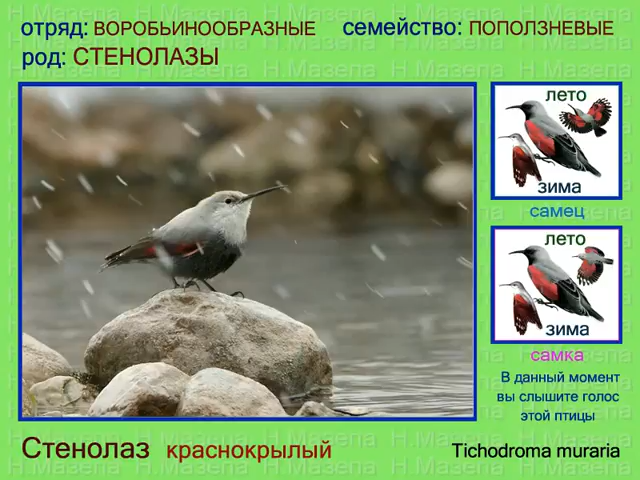 отряд: ВОРОБЬИНООБРАЗНЫЕ семейство: ПОПОЛЗНЕВЫЕ
род: СТЕНОЛАЗЫ
лето
зима
самец
лето
зима
самка
В данный момент
вы слышите голос
этой птицы
Стенолаз краснокрылый Tichodroma muraria
Н.Мазепа